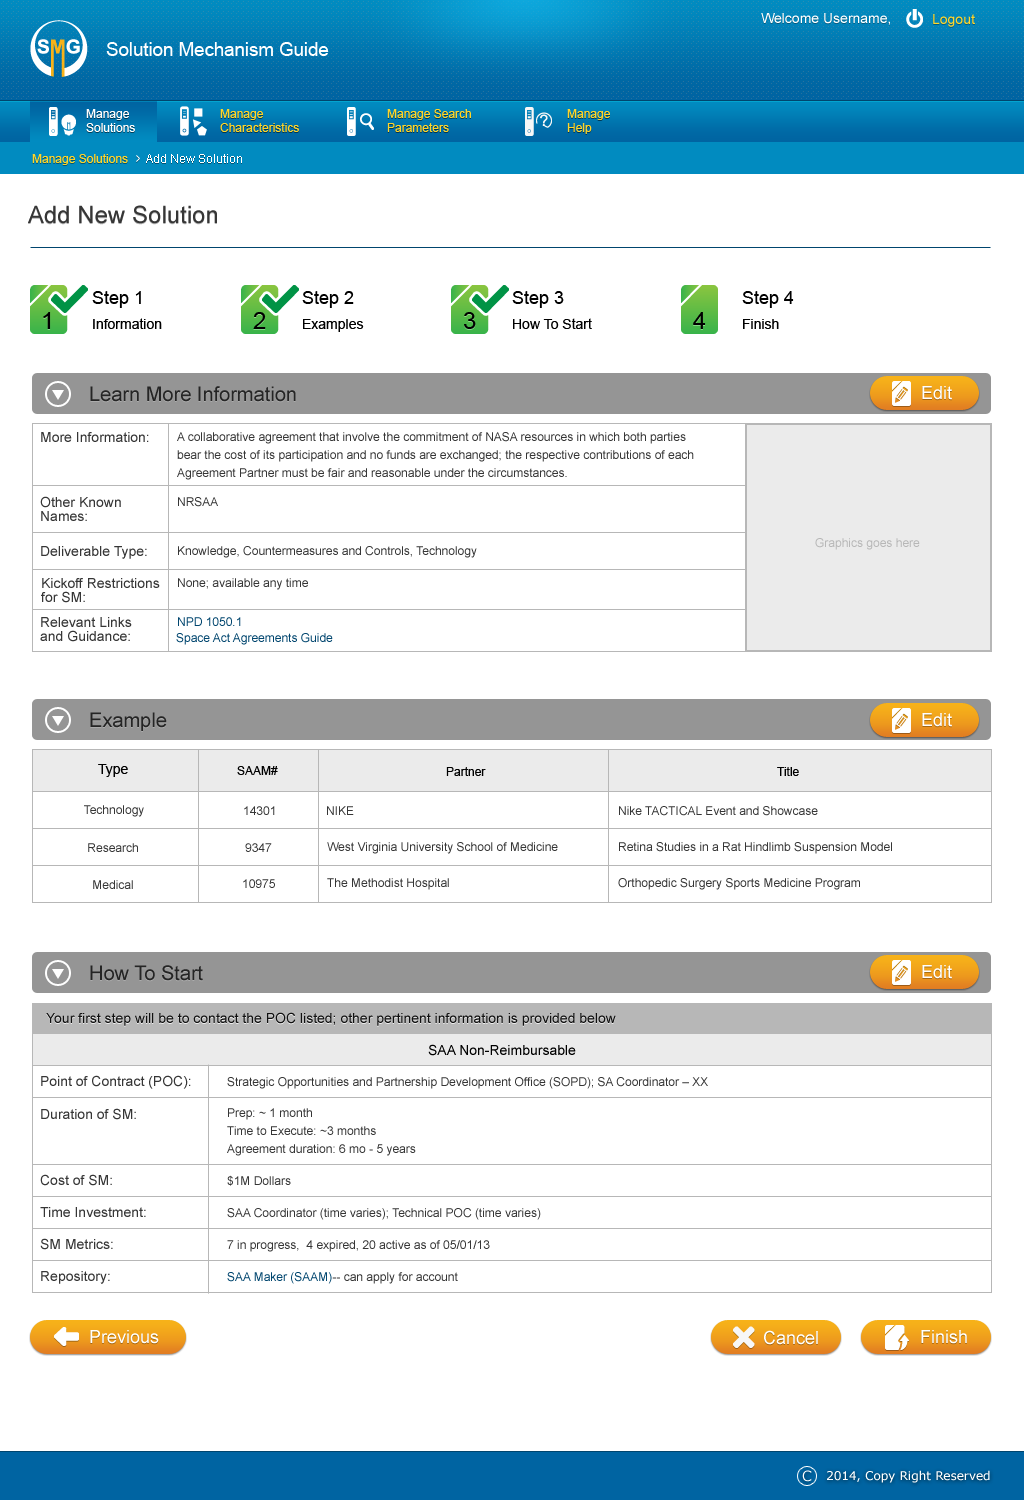 Welcome Username,
Logout
SMG
Solution Mechanism Guide
Manage
Solutions
Manage
Characteristics
Manage Search
Parameters
Manage
Help
Manage Solutions > Add New Solution
Add New Solution
1 Step 1
Information
2 Step 2
Examples
3 Step 3
How To Start
4 Step 4
Finish
Learn More Information
Edit
More Information:
A collaborative agreement that involve the commitment of NASA resources in which both parties
bear the cost of its participation and no funds are exchanged; the respective contributions of each
Agreement Partner must be fair and reasonable under the circumstances.
Other Known
Names:
NRSAA
Deliverable Type:
Knowledge, Countermeasures and Controls, Technology
Kickoff Restrictions
for SM:
None; available any time
Relevant Links
and Guidance:
NPD 1050.1
Space Act Agreements Guide
Graphics goes here
Example
Edit
Type SAAM# Partner Title
Technology 14301 NIKE Nike TACTICAL Event and Showcase
Research 9347 West Virginia University School of Medicine Retina Studies in a Rat Hindlimb Suspension Model
Medical 10975 The Methodist Hospital Orthopedic Surgery Sports Medicine Program
How To Start
Edit
Your first step will be to contact the POC listed; other pertinent information is provided below
SAA Non-Reimbursable
Point of Contract (POC): Strategic Opportunities and Partnership Development Office (SOPD); SA Coordinator – XX
Duration of SM:
Prep: ~ 1 month
Time to Execute: ~3 months
Agreement duration: 6 mo - 5 years
Cost of SM: $1M Dollars
Time Investment: SAA Coordinator (time varies); Technical POC (time varies)
SM Metrics: 7 in progress,  4 expired, 20 active as of 05/01/13
Repository: SAA Maker (SAAM)-- can apply for account
Previous
Cancel
Finish
© 2014, Copy Right Reserved